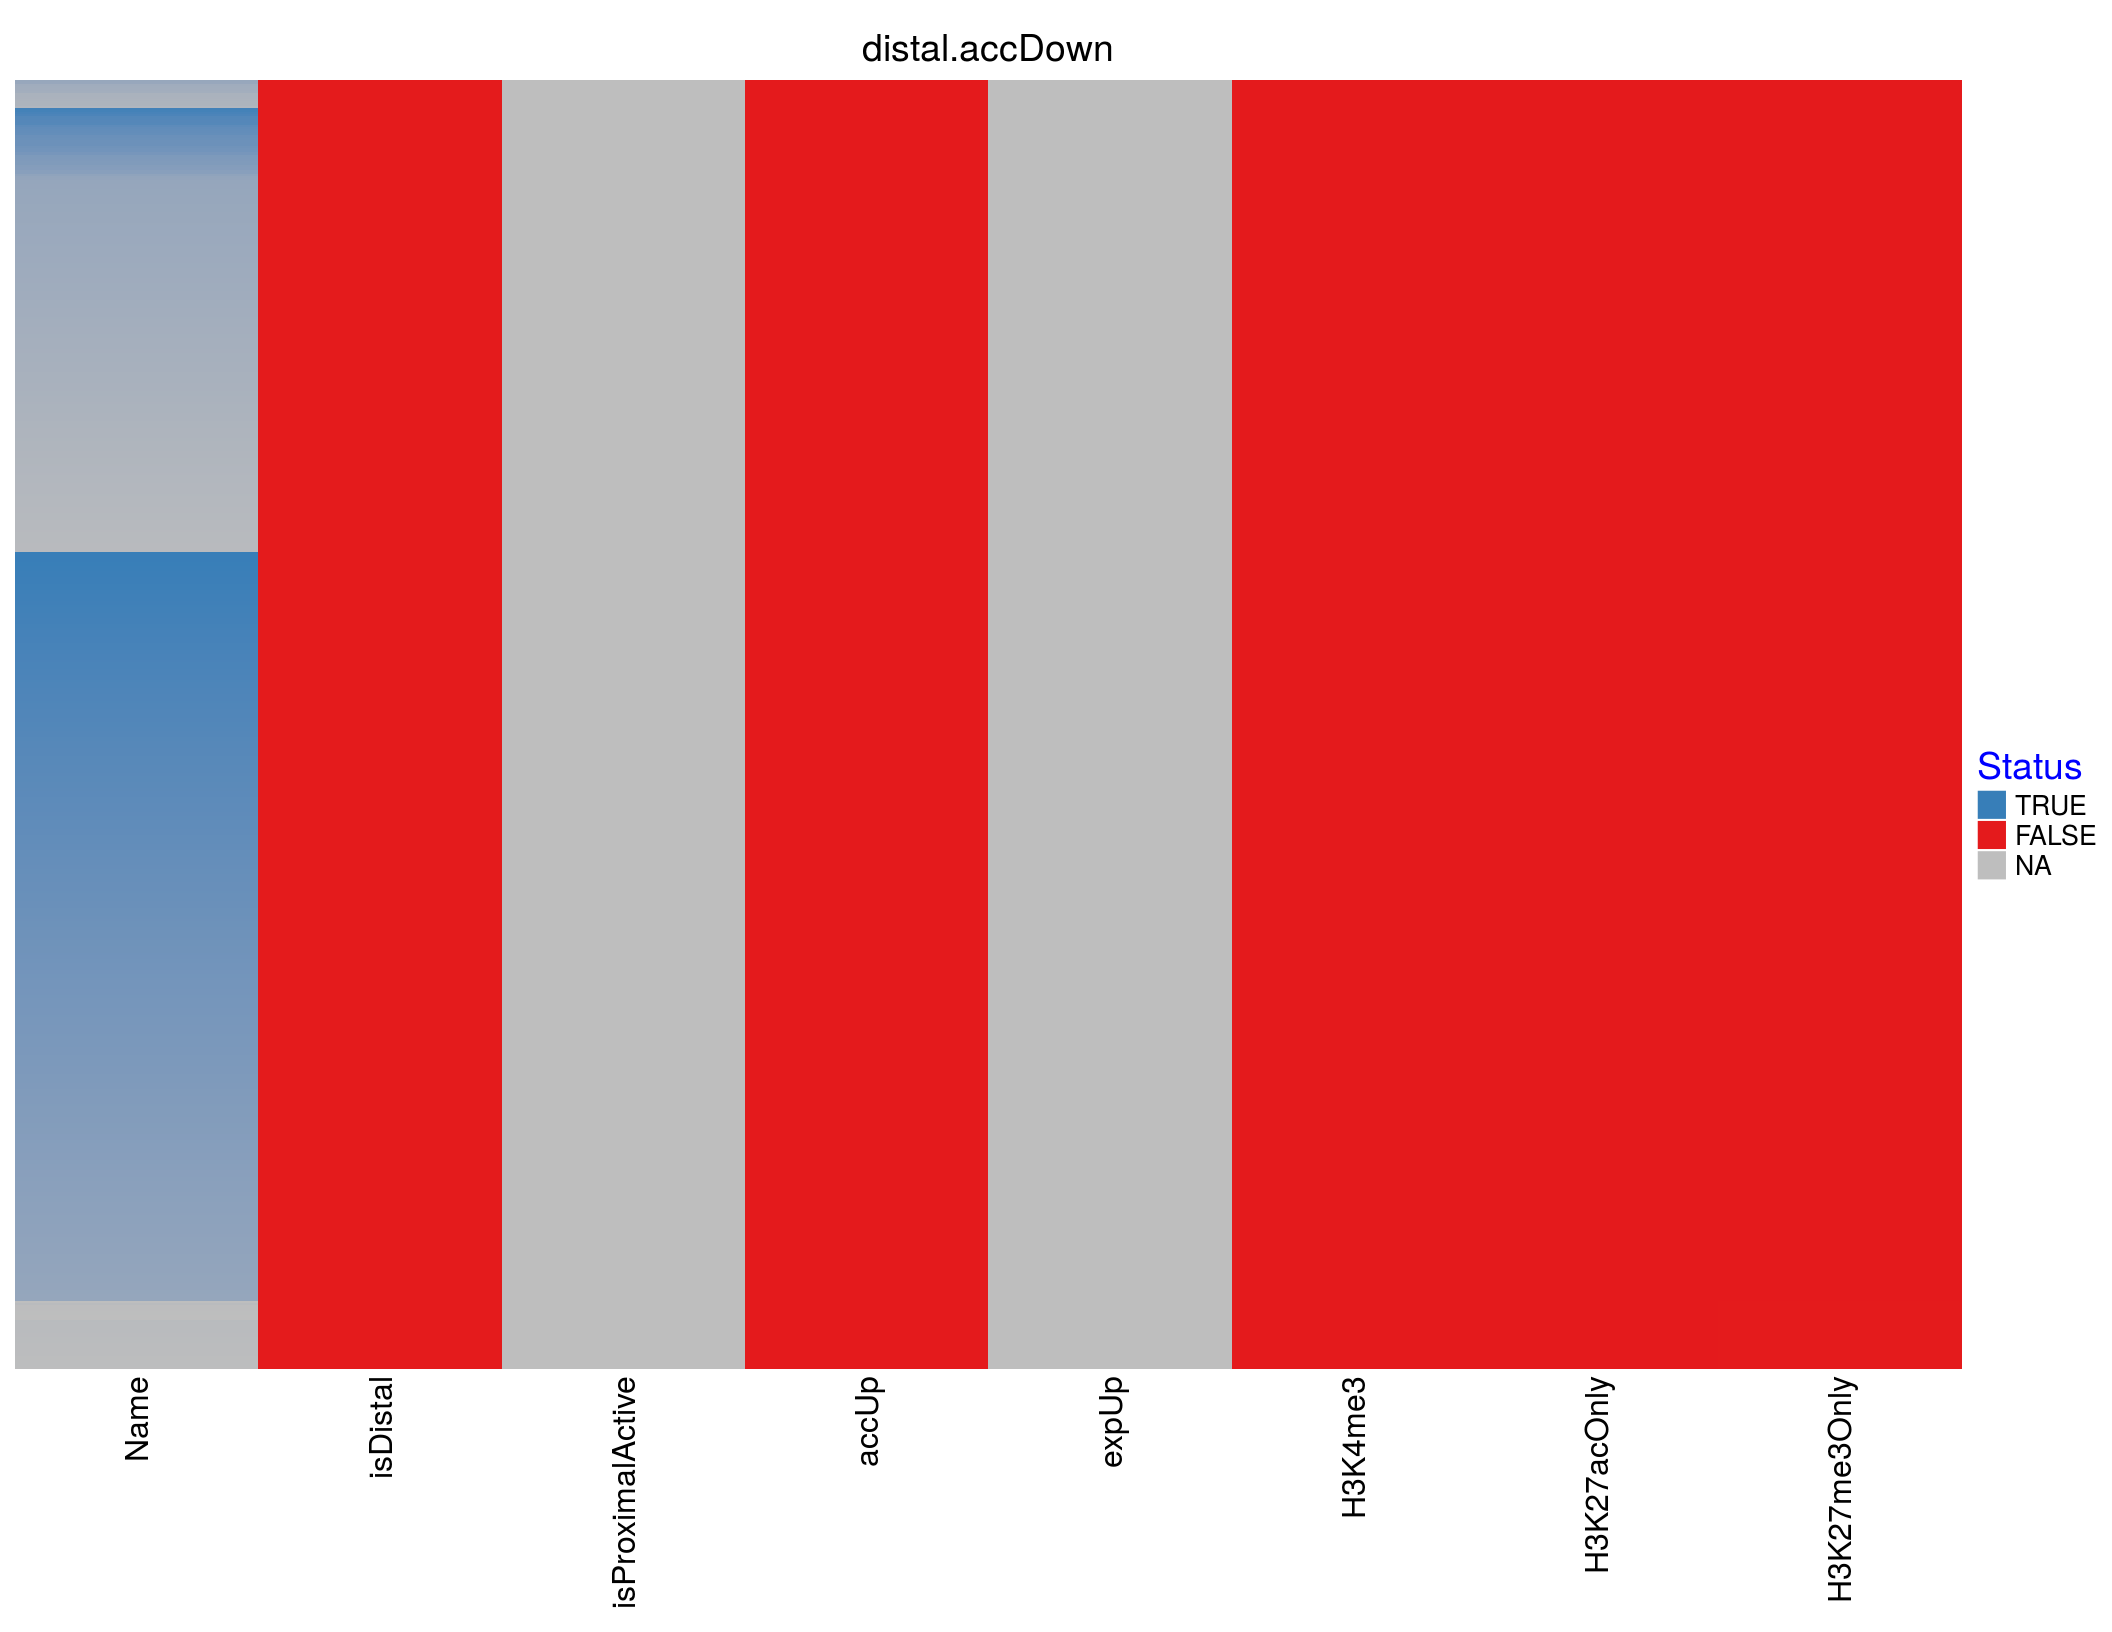 distal.accDown
Status
TRUE
FALSE
NA
Name
isDistal
isProximalActive
accUp
expUp
H3K4me3
H3K27acOnly
H3K27me3Only